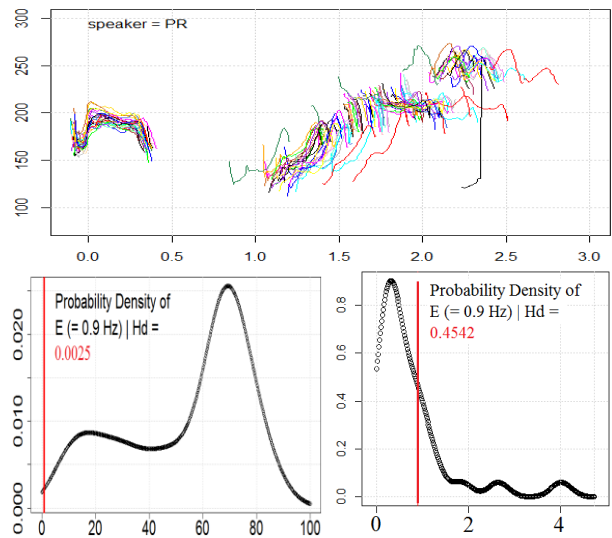 speaker = PR
300
250
200
150
100
0.0 0.5 1.0 1.5 2.0 2.5 3.0
Probability Density of
E (= 0.9 Hz) | Hd =
0.0025
0.020
0.010
0.000
0 20 40 60 80 100
Probability Density of
E (= 0.9 Hz) | Hd =
0.4542
0.8
0.6
0.4
0.2
0.0
0 2 4